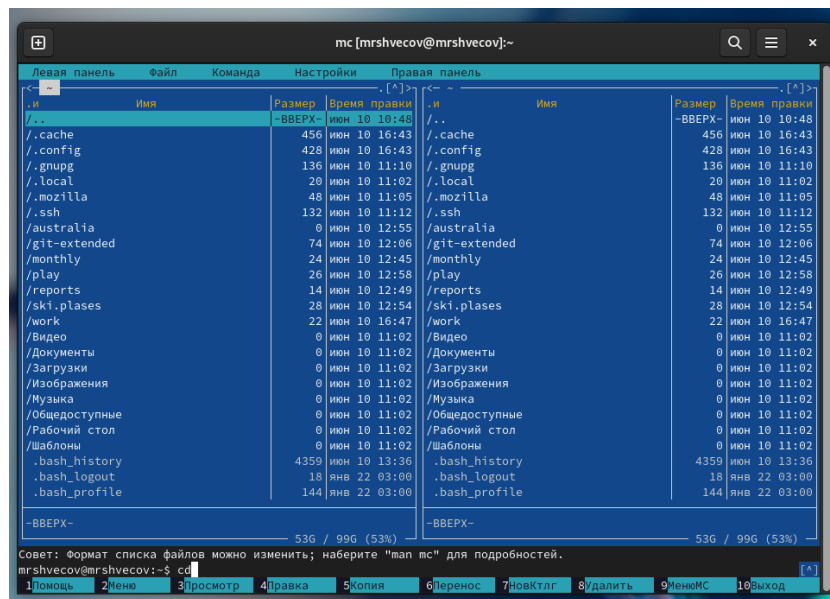 mc [mrshvecov@mrshvecov]:~
Левая панель Файл Команда Настройки Правая панель
<- ~ .[^]> <- ~ .[^]>
.и Имя Размер Время правки .и Имя Размер Время правки
/.. -ВВЕРХ- июн 10 10:48 /.. -ВВЕРХ- июн 10 10:48
/.cache 456 июн 10 16:43 /.cache 456 июн 10 16:43
/.config 428 июн 10 16:43 /.config 428 июн 10 16:43
/.gnupg 136 июн 10 11:10 /.gnupg 136 июн 10 11:10
/.local 20 июн 10 11:02 /.local 20 июн 10 11:02
/.mozilla 48 июн 10 11:05 /.mozilla 48 июн 10 11:05
/.ssh 132 июн 10 11:12 /.ssh 132 июн 10 11:12
/australia 0 июн 10 12:55 /australia 0 июн 10 12:55
/git-extended 74 июн 10 12:06 /git-extended 74 июн 10 12:06
/monthly 24 июн 10 12:45 /monthly 24 июн 10 12:45
/play 26 июн 10 12:58 /play 26 июн 10 12:58
/reports 14 июн 10 12:49 /reports 14 июн 10 12:49
/ski.plases 28 июн 10 12:54 /ski.plases 28 июн 10 12:54
/work 22 июн 10 16:47 /work 22 июн 10 16:47
/Видео 0 июн 10 11:02 /Видео 0 июн 10 11:02
/Документы 0 июн 10 11:02 /Документы 0 июн 10 11:02
/Загрузки 0 июн 10 11:02 /Загрузки 0 июн 10 11:02
/Изображения 0 июн 10 11:02 /Изображения 0 июн 10 11:02
/Музыка 0 июн 10 11:02 /Музыка 0 июн 10 11:02
/Общедоступные 0 июн 10 11:02 /Общедоступные 0 июн 10 11:02
/Рабочий стол 0 июн 10 11:02 /Рабочий стол 0 июн 10 11:02
/Шаблоны 0 июн 10 11:02 /Шаблоны 0 июн 10 11:02
.bash_history 4359 июн 10 13:36 .bash_history 4359 июн 10 13:36
.bash_logout 18 янв 22 03:00 .bash_logout 18 янв 22 03:00
.bash_profile 144 янв 22 03:00 .bash_profile 144 янв 22 03:00
-ВВЕРХ- -ВВЕРХ-
53G / 99G (53%) 53G / 99G (53%)
Совет: Формат списка файлов можно изменить; наберите "man mc" для подробностей.
mrshvecov@mrshvecov:~$ cd [^]
1Помощь 2Меню 3Просмотр 4Правка 5Копия 6Перенос 7НовКтлг 8Удалить 9МенюMC 10Выход